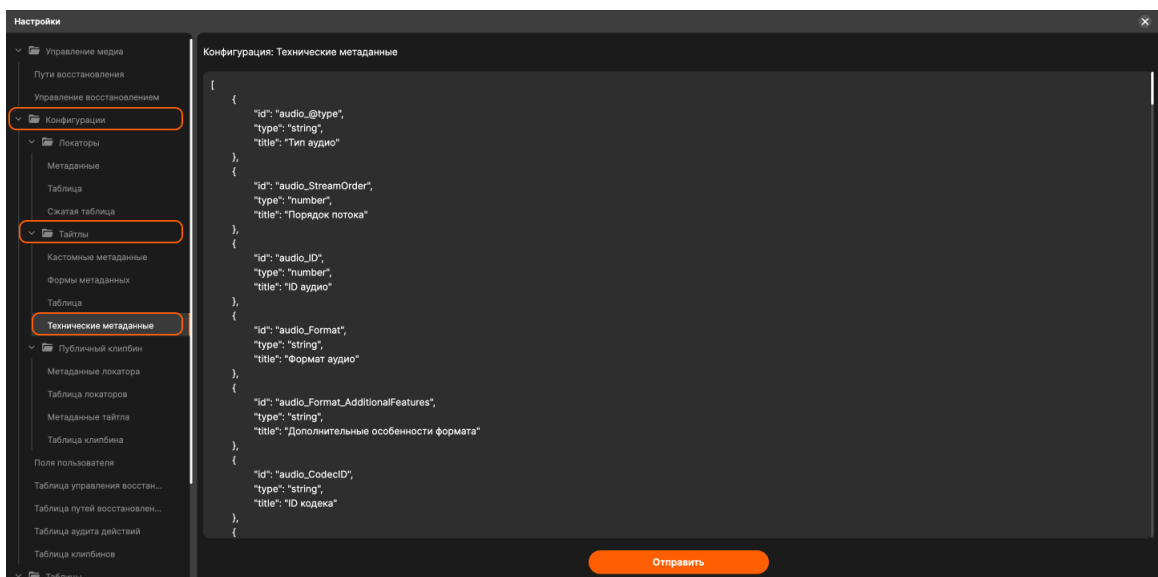 Настройки
Управление медиа
Пути восстановления
Управление восстановлением
Конфигурации
Локаторы
Метаданные
Таблица
Сжатая таблица
Тайтлы
Кастомные метаданные
Формы метаданных
Таблица
Технические метаданные
Публичный клипбин
Метаданные локатора
Таблица локаторов
Метаданные тайтла
Таблица клипбина
Поля пользователя
Таблица управления восстан...
Таблица путей восстановлен...
Таблица аудита действий
Таблица клипбинов
Таблицы
Конфигурация: Технические метаданные
[
{
"id": "audio_@type",
"type": "string",
"title": "Тип аудио"
},
{
"id": "audio_StreamOrder",
"type": "number",
"title": "Порядок потока"
},
{
"id": "audio_ID",
"type": "number",
"title": "ID аудио"
},
{
"id": "audio_Format",
"type": "string",
"title": "Формат аудио"
},
{
"id": "audio_Format_AdditionalFeatures",
"type": "string",
"title": "Дополнительные особенности формата"
},
{
"id": "audio_CodecID",
"type": "string",
"title": "ID кодека"
},
{
Отправить